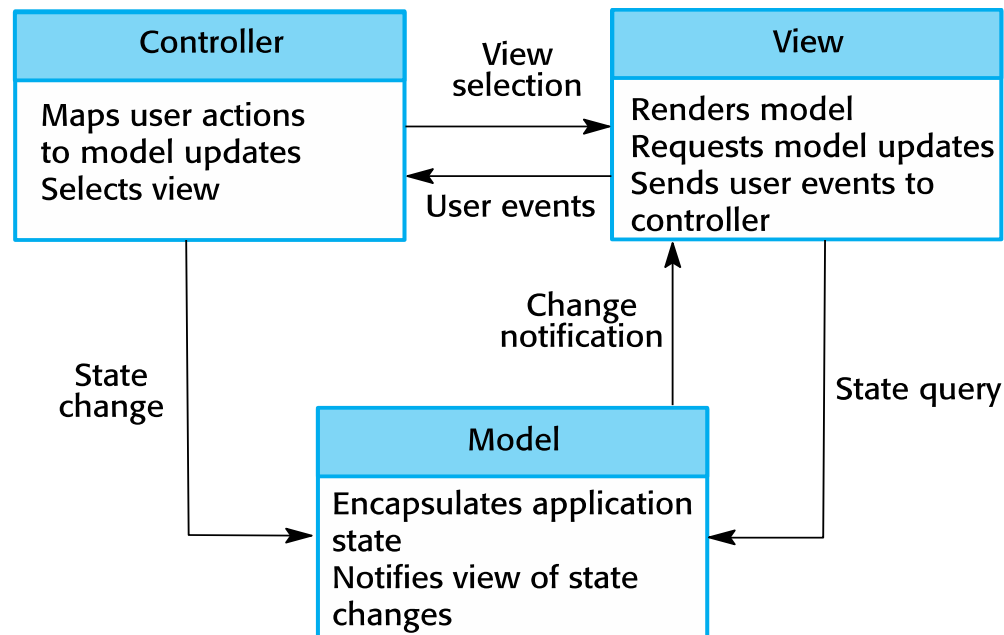 Controller
Maps user actions
to model updates
Selects view
View
selection
User events
View
Renders model
Requests model updates
Sends user events to
controller
State
change
Change
notification
State query
Model
Encapsulates application
state
Notifies view of state
changes